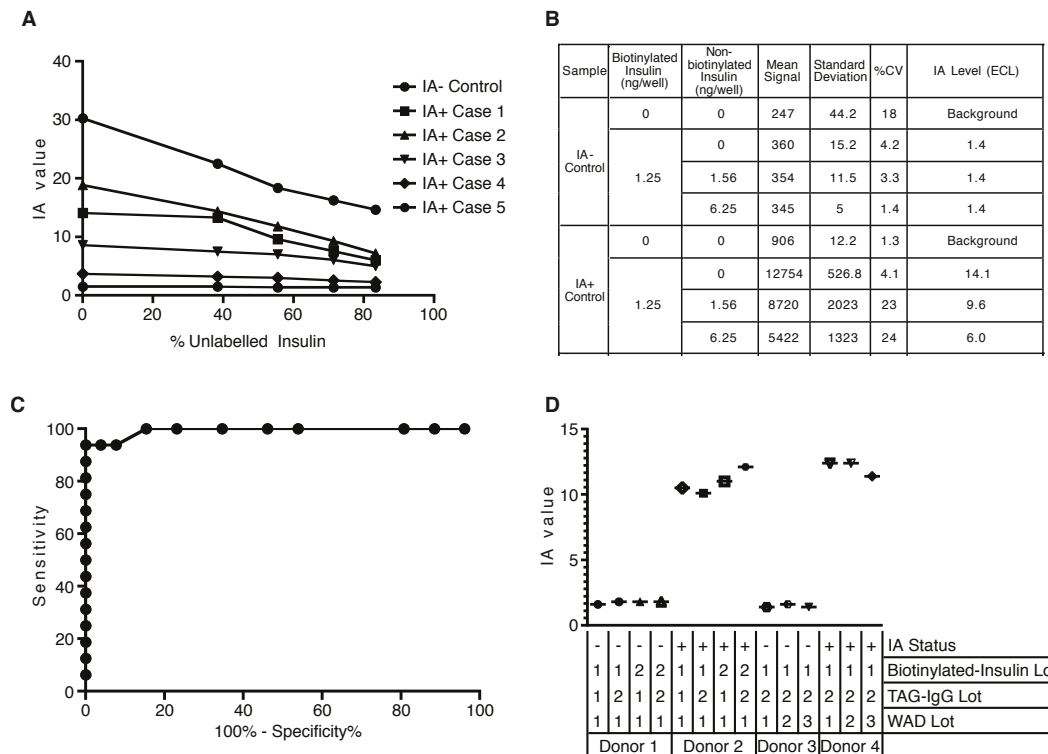 A
40
30
20
10
0
IA value
0 20 40 60 80 100
% Unlabelled Insulin
IA- Control
IA+ Case 1
IA+ Case 2
IA+ Case 3
IA+ Case 4
IA+ Case 5
B
Sample Biotinylated Insulin (ng/well) Non-biotinylated Insulin (ng/well) Mean Signal Standard Deviation %CV IA Level (ECL)
IA- Control
0 0 247 44.2 18 Background
1.25
0 360 15.2 4.2 1.4
1.56 354 11.5 3.3 1.4
6.25 345 5 1.4 1.4
IA+ Control
0 0 906 12.2 1.3 Background
1.25
0 12754 526.8 4.1 14.1
1.56 8720 2023 23 9.6
6.25 5422 1323 24 6.0
C
100
80
60
40
20
0
Sensitivity
0 20 40 60 80 100
100% - Specificity%
D
15
10
5
0
IA value
- - - - + + + + - - - + + + IA Status
1 1 2 2 1 1 2 2 1 1 1 1 1 1 Biotinylated-Insulin Lo
1 2 1 2 1 2 1 2 2 2 2 2 2 2 TAG-IgG Lot
1 1 1 1 1 1 1 1 1 2 3 1 2 3 WAD Lot
Donor 1 Donor 2 Donor 3 Donor 4